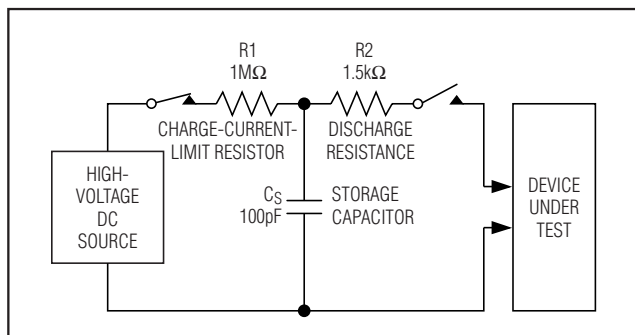 R1
1MΩ
CHARGE-CURRENT-
LIMIT RESISTOR
R2
1.5kΩ
DISCHARGE
RESISTANCE
HIGH-
VOLTAGE
DC
SOURCE
CS
100pF
STORAGE
CAPACITOR
DEVICE
UNDER
TEST